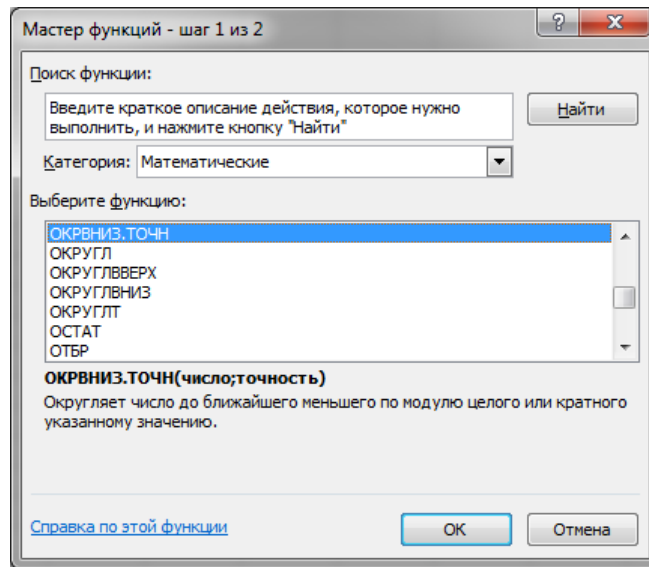 Мастер функций - шаг 1 из 2
Поиск функции:
Введите краткое описание действия, которое нужно
выполнить, и нажмите кнопку "Найти"
Найти
Категория: Математические
Выберите функцию:
ОКРВНИЗ.ТОЧН
ОКРУГЛ
ОКРУГЛВВЕРХ
ОКРУГЛВНИЗ
ОКРУГЛТ
ОСТАТ
ОТБР
ОКРВНИЗ.ТОЧН(число;точность)
Округляет число до ближайшего меньшего по модулю целого или кратного
указанному значению.
Справка по этой функции
ОК
Отмена